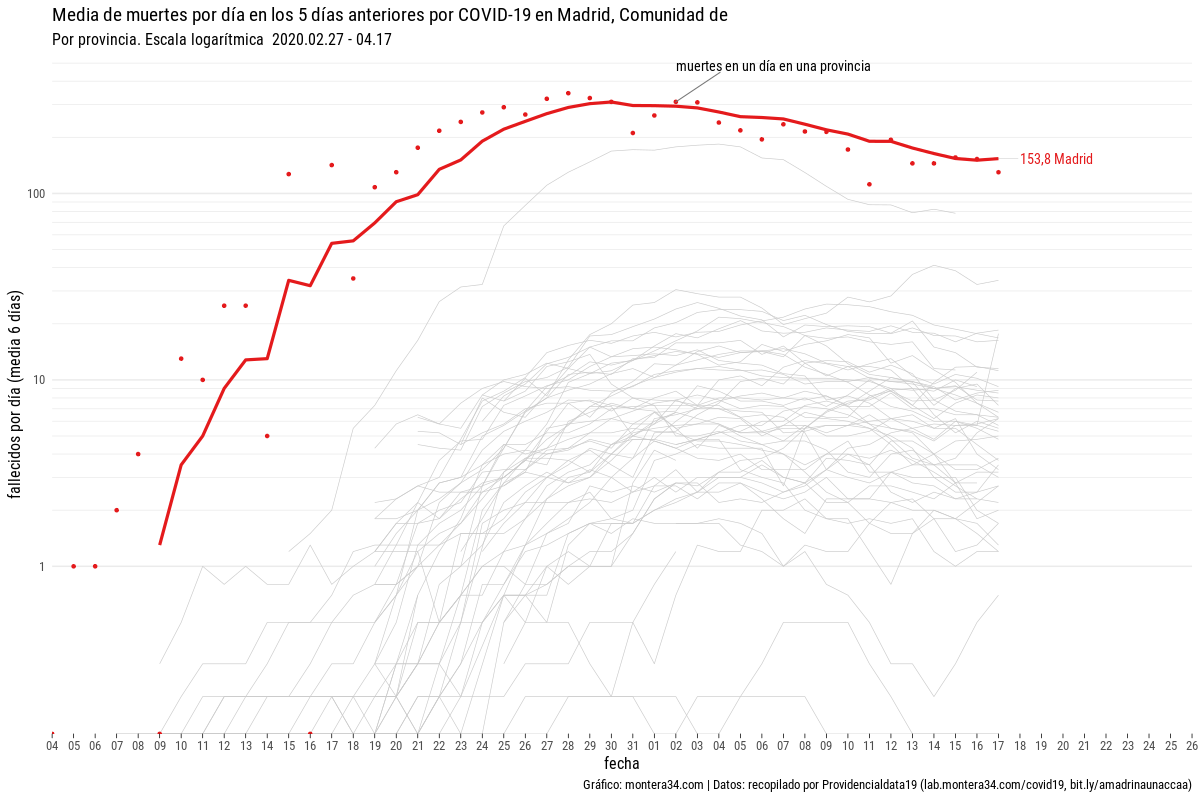 Media de muertes por día en los 5 días anteriores por COVID-19 en Madrid, Comunidad de
Por provincia. Escala logarítmica  2020.02.27 - 04.17
muertes en un día en una provincia
153,8 Madrid
100
10
1
fallecidos por día (media 6 días)
04 05 06 07 08 09 10 11 12 13 14 15 16 17 18 19 20 21 22 23 24 25 26 27 28 29 30 31 01 02 03 04 05 06 07 08 09 10 11 12 13 14 15 16 17 18 19 20 21 22 23 24 25 26
fecha
Gráfico: montera34.com | Datos: recopilado por Providencialdata19 (lab.montera34.com/covid19, bit.ly/amadrinaunaccaa)